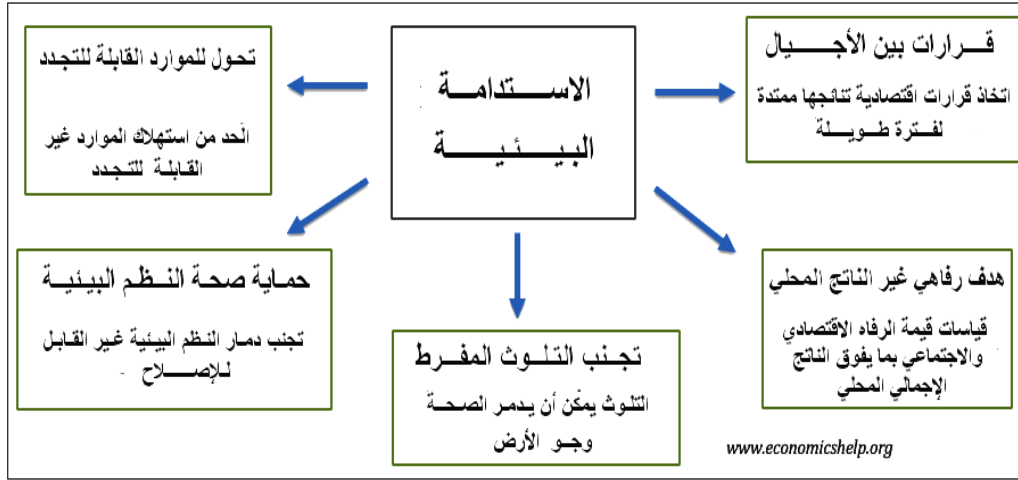 الاستدامة
البيئية
قرارات بين الأجيال
اتخاذ قرارات اقتصادية تنائجها ممتدة
لفترة طويلة
تحول للموارد القابلة للتجدد
الحد من استهلاك الموارد غير
القابلة للتجدد
حماية صحة النظم البيئية
تجنب دمار النظم البيئية غير القابل
للإصلاح
تجنب التلوث المفرط
التلوث يمكن أن يدمر الصحة
وجو الأرض
هدف رفاهي غير الناتج المحلي
قياسات قيمة الرفاه الاقتصادي
والاجتماعي بما يفوق الناتج
الإجمالي المحلي
www.economicshelp.org